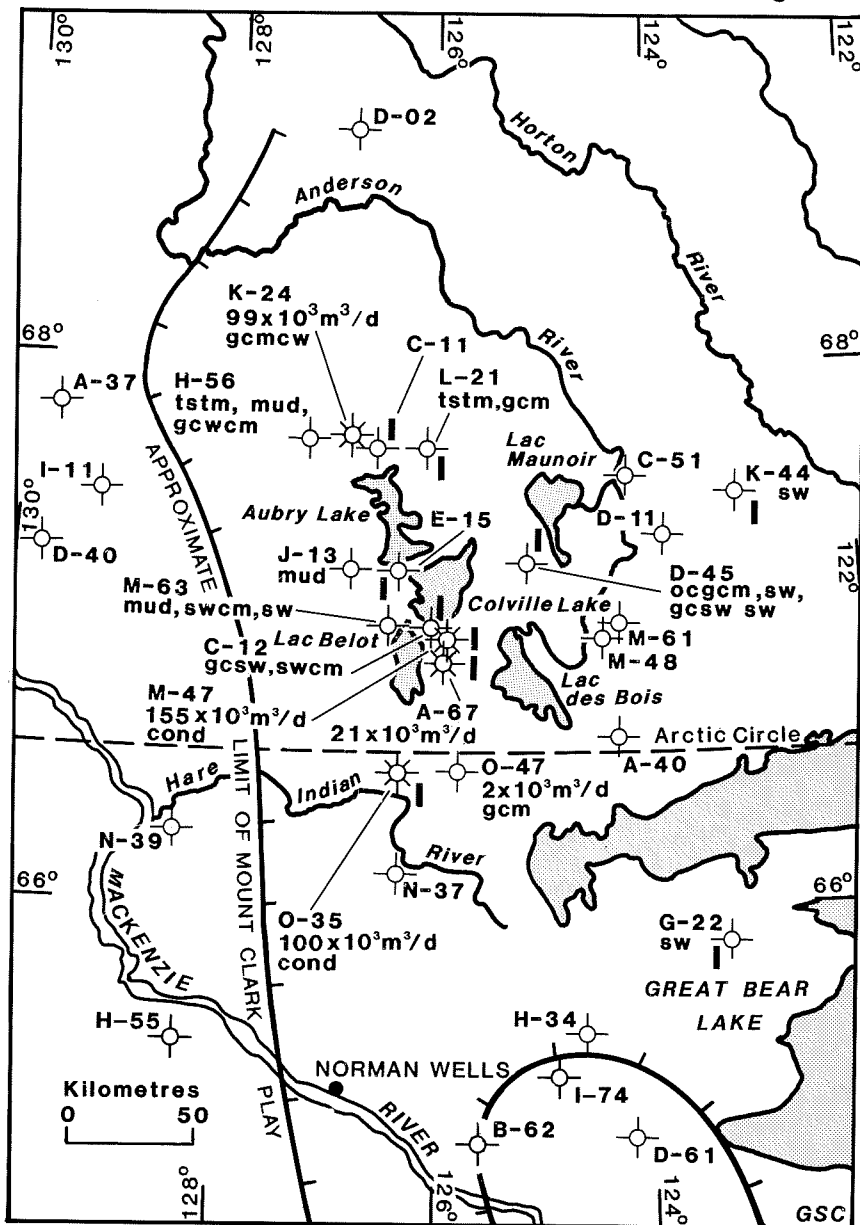 130°
128°
126°
124°
122°
D-02
Horton
Anderson
River
K-24
99x10³m³/d
gcmcw
C-11
River
68°
68°
A-37
H-56
tstm, mud,
gcwcm
L-21
tstm,gcm
Lac
Maunoir
C-51
K-44
sw
I-11
APPROXIMATE
Aubry Lake
E-15
D-11
130°
D-40
J-13
mud
122°
D-45
ocgcm,sw,
gcsw sw
M-63
mud,swcm,sw
Colville Lake
C-12
gcsw,swcm
Lac Belot
M-61
M-48
Lac
des Bois
M-47
155x10³m³/d
cond
A-67
21x10³m³/d
LIMIT OF MOUNT CLARK
Arctic Circle
A-40
Hare
Indian
River
O-47
2x10³m³/d
gcm
N-39
N-37
66°
66°
MACKENZIE
O-35
100x10³m³/d
cond
G-22
sw
GREAT BEAR
LAKE
H-55
H-34
NORMAN WELLS
I-74
Kilometres
0 50
PLAY
RIVER
B-62
D-61
128°
126°
124°
GSC